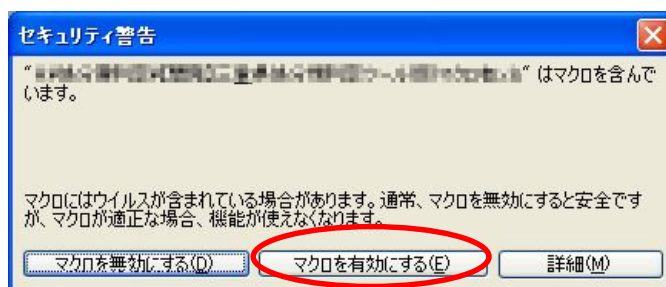 セキュリティ警告
“ ” はマクロを含んで
います。
マクロにはウイルスが含まれている場合があります。通常、マクロを無効にすると安全です
が、マクロが適正な場合、機能が使えなくなります。
マクロを無効にする(D) マクロを有効にする(E) 詳細(M)